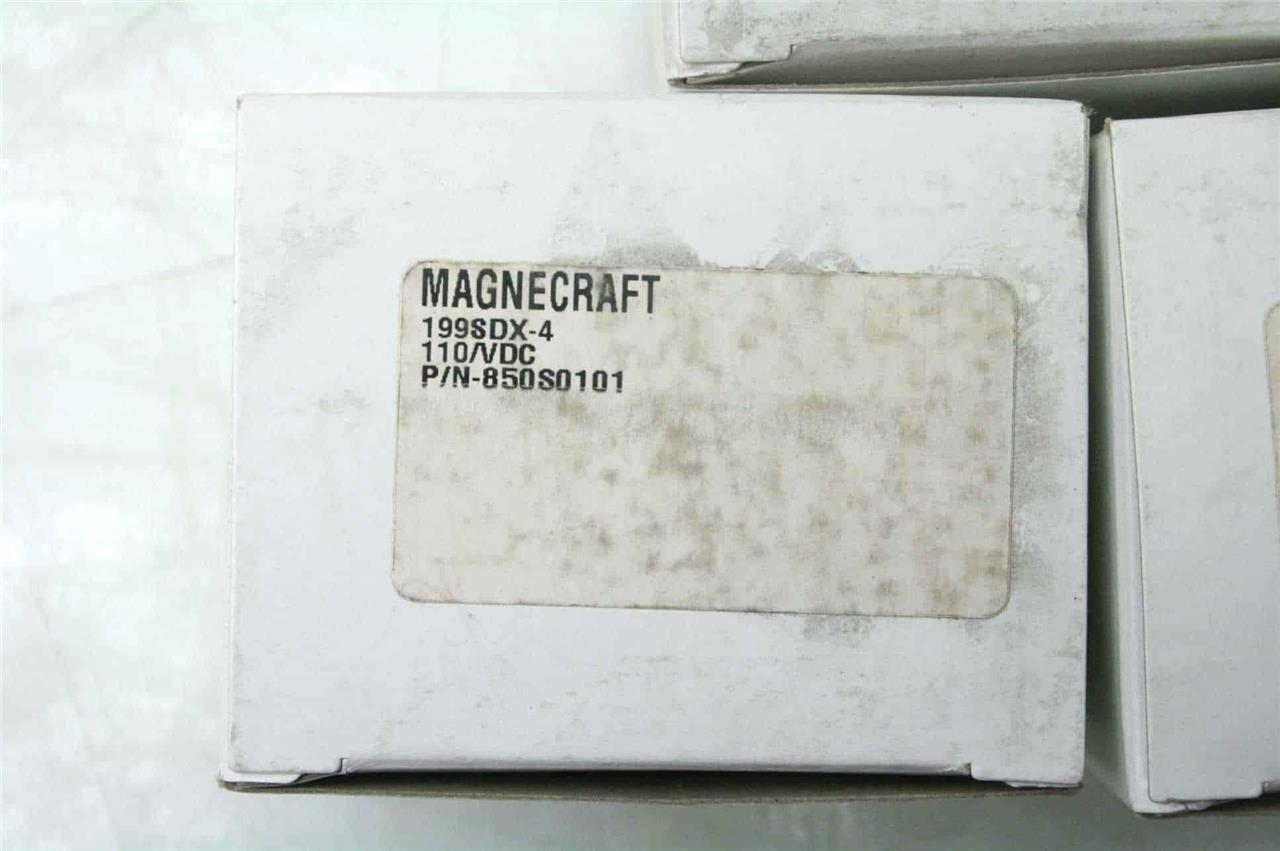 MAGNECRAFT
199SDX-4
110/VDC
P/N-850S0101